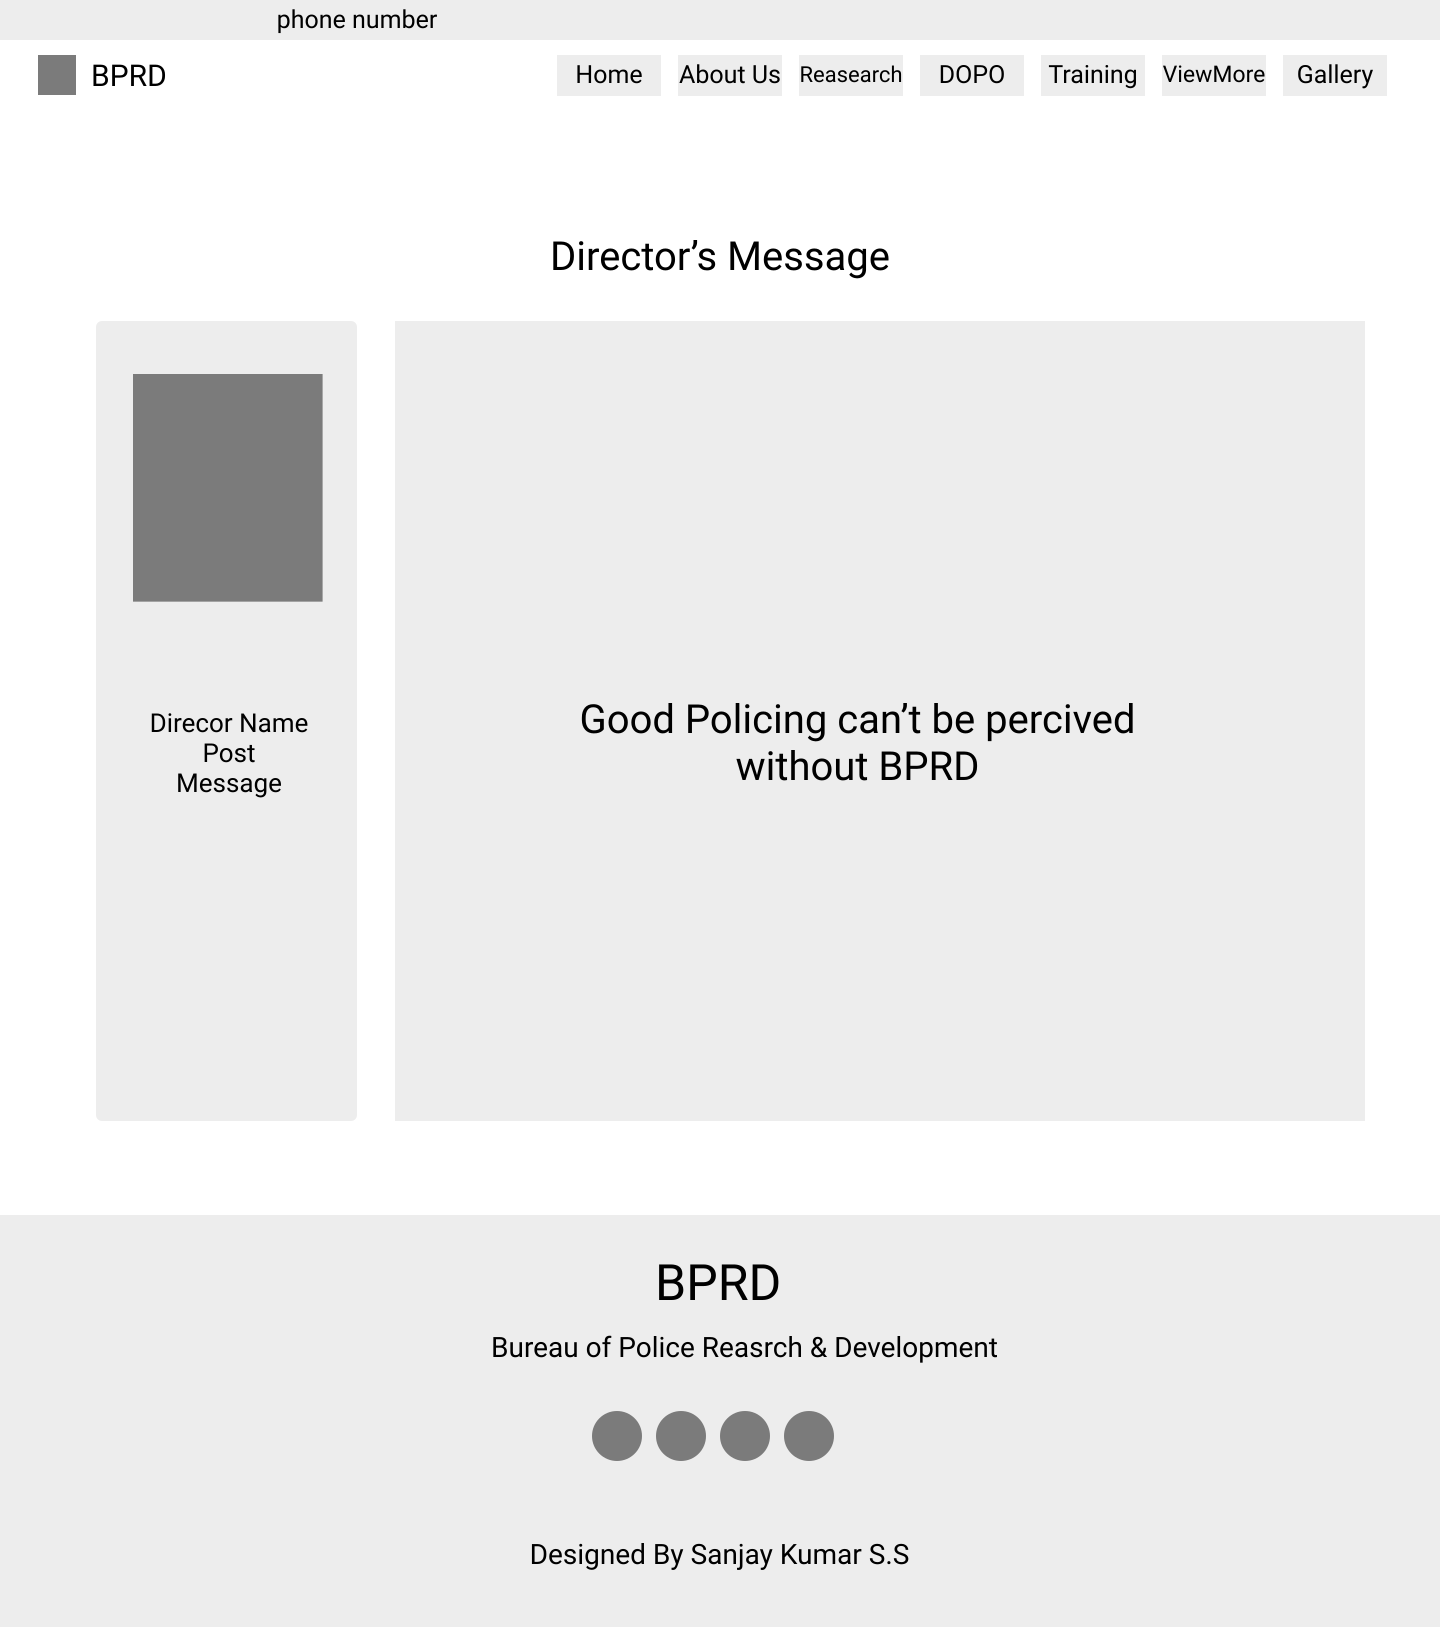 phone number
BPRD
Home
About Us
Reasearch
DOPO
Training
ViewMore
Gallery
Director’s Message
Direcor Name
Post
Message
Good Policing can’t be percived
without BPRD
BPRD
Bureau of Police Reasrch & Development
Designed By Sanjay Kumar S.S